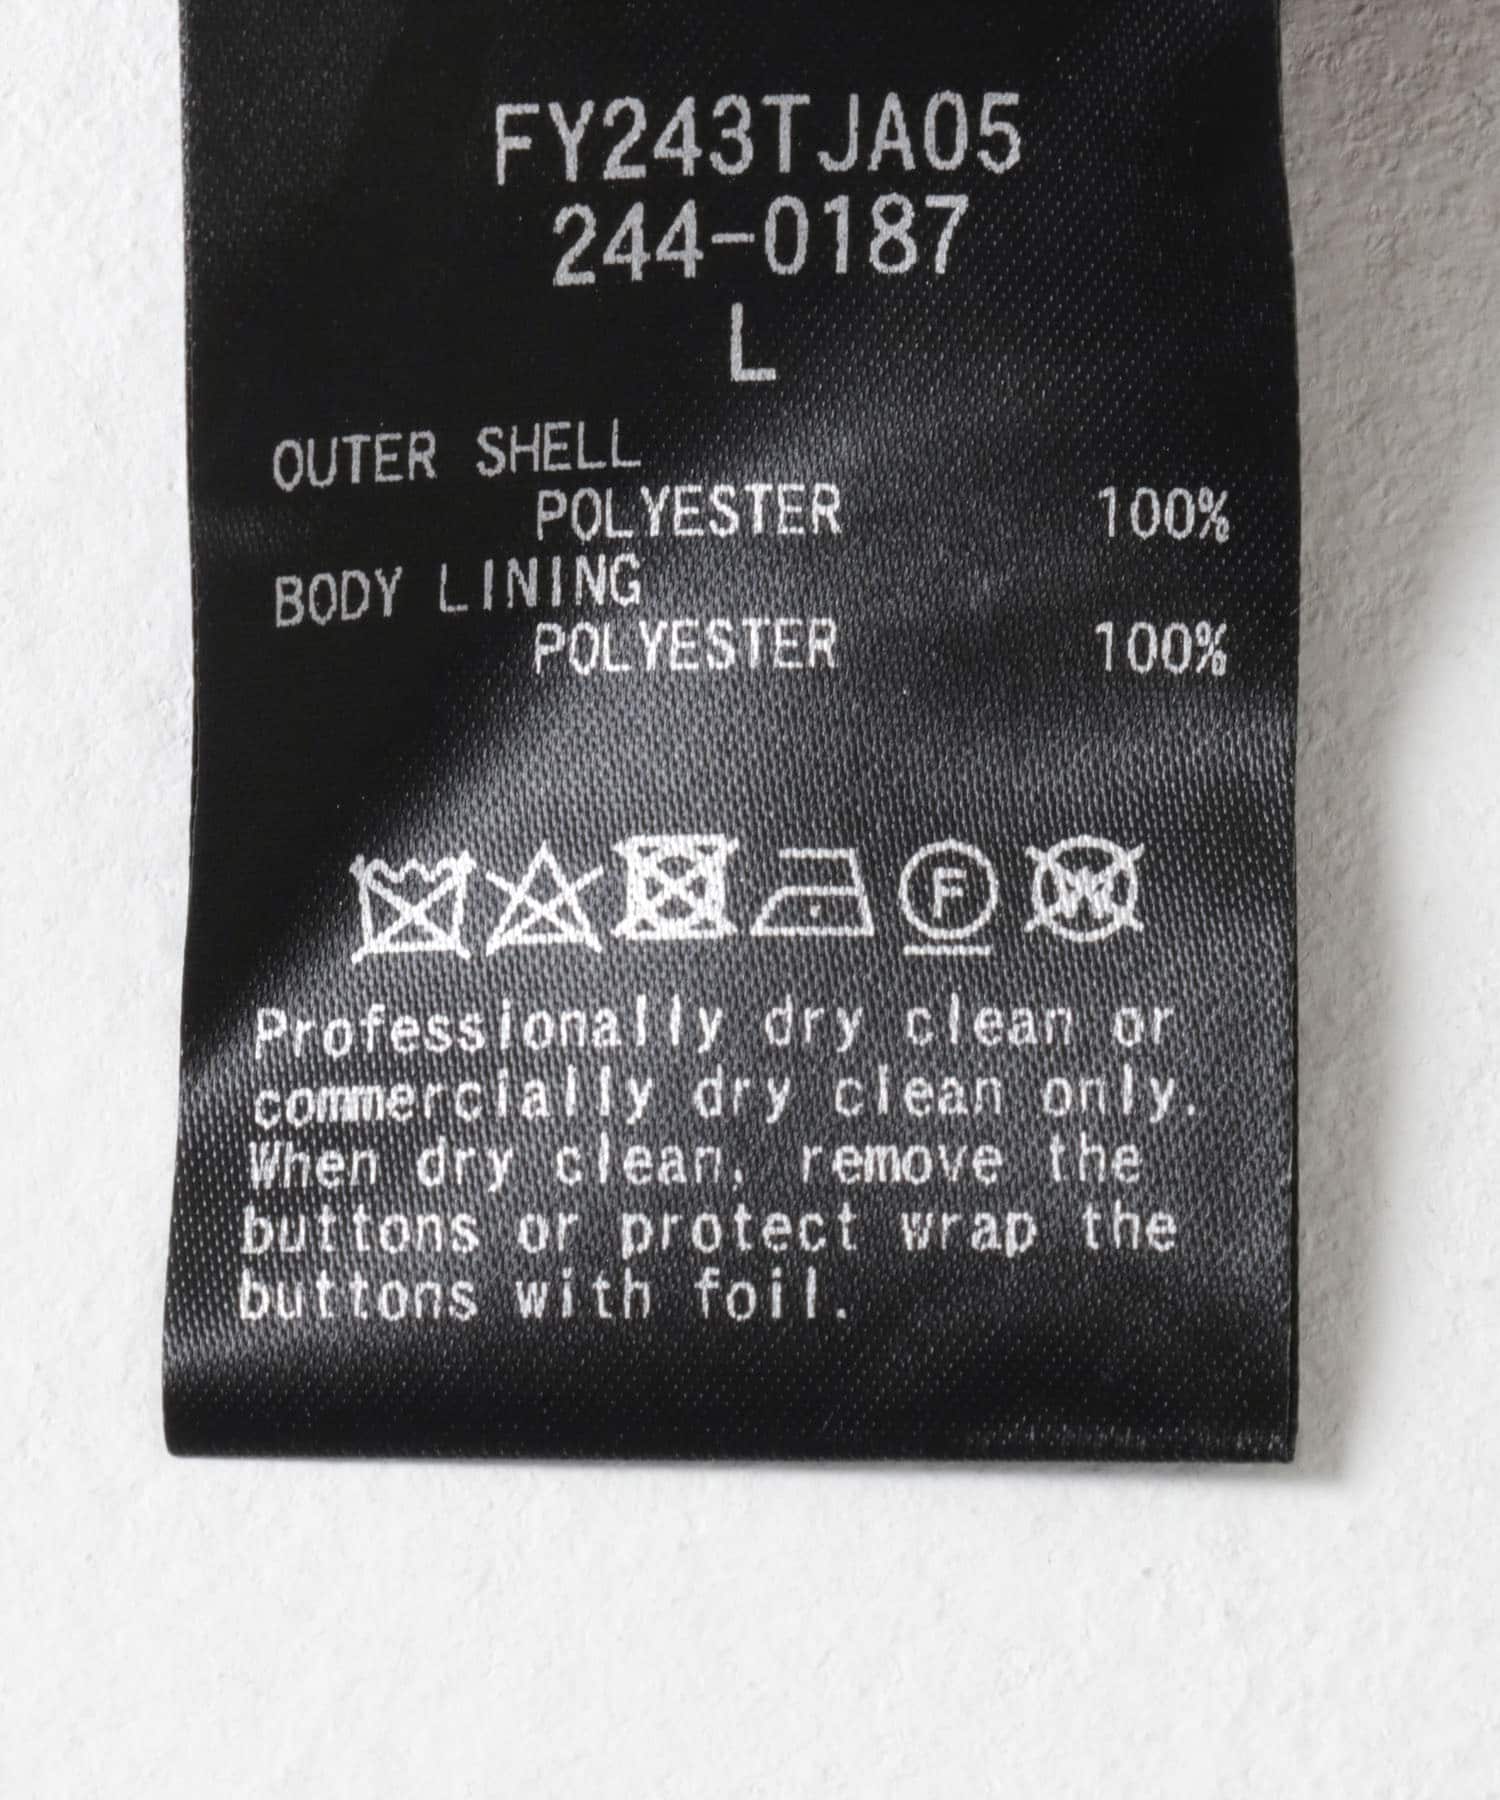 FY243TJA05
244-0187
L
OUTER SHELL
POLYESTER 100%
BODY LINING
POLYESTER 100%
F W
Professionally dry clean or
commercially dry clean only.
When dry clean, remove the
buttons or protect wrap the
buttons with foil.